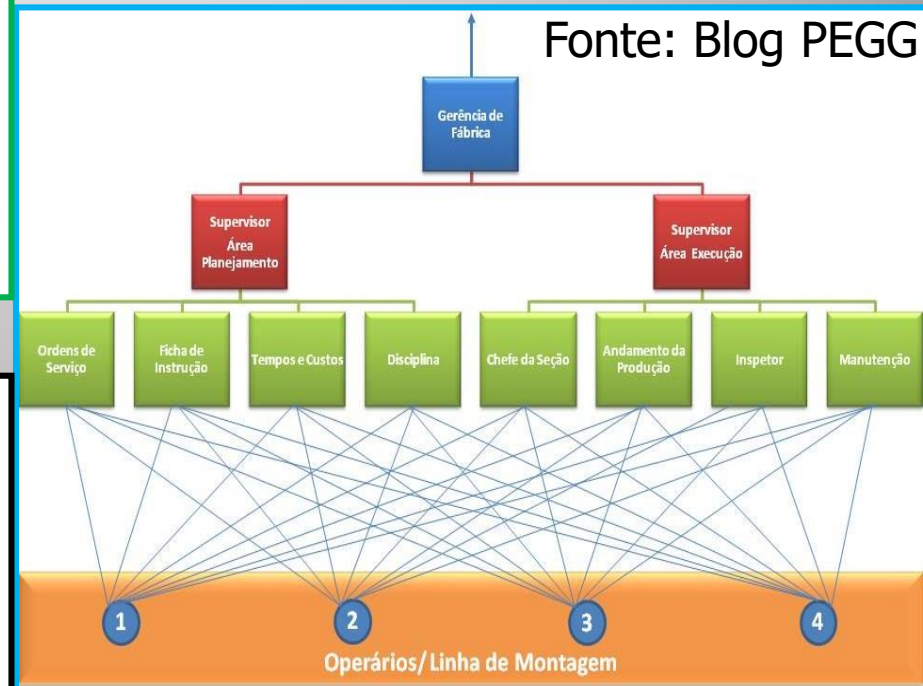 Fonte: Blog PEGG
Gerência de
Fábrica
Supervisor
Área
Planejamento
Supervisor
Área Execução
Ordens de
Serviço
Ficha de
Instrução
Tempos e Custos
Disciplina
Chefe da Seção
Andamento da
Produção
Inspetor
Manutenção
1
2
3
4
Operários/Linha de Montagem